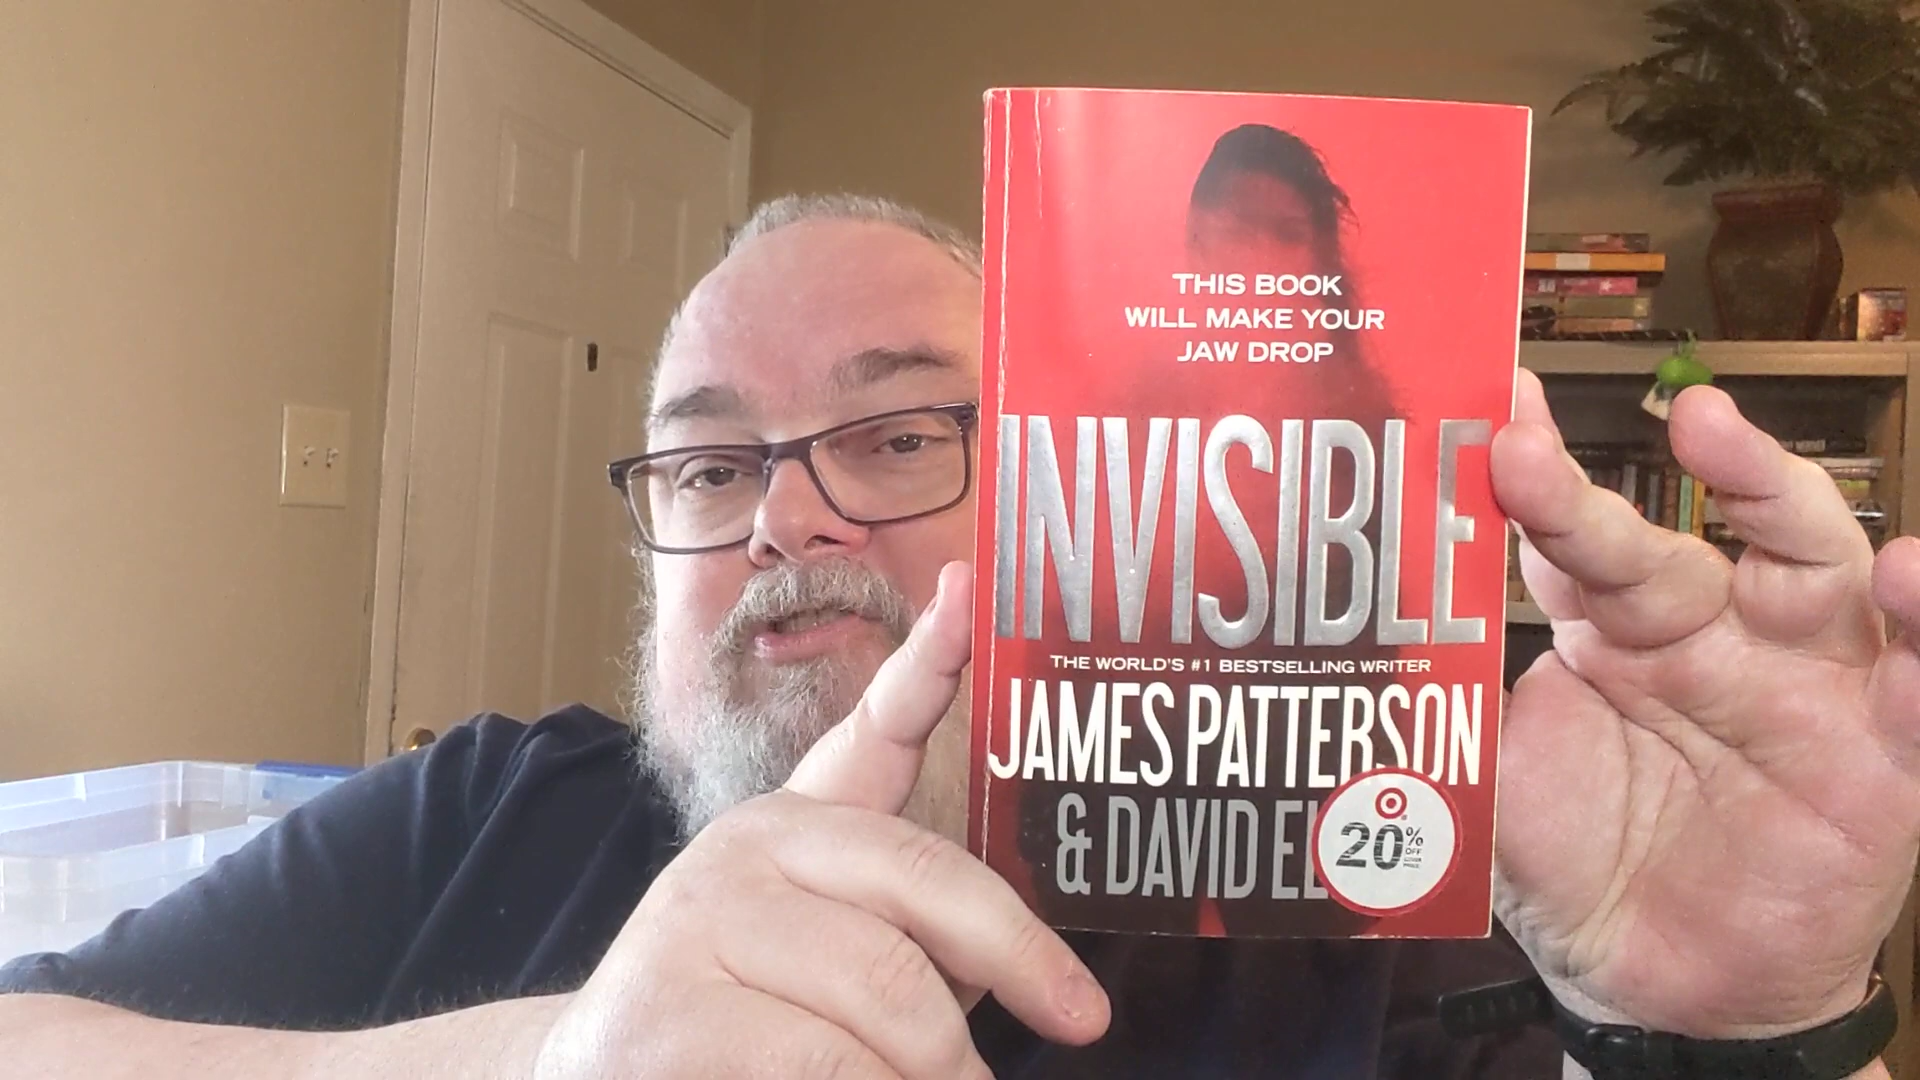 THIS BOOK
WILL MAKE YOUR
JAW DROP
INVISIBLE
THE WORLD'S #1 BESTSELLING WRITER
JAMES PATTERSON
& DAVID EL
20%
OFF